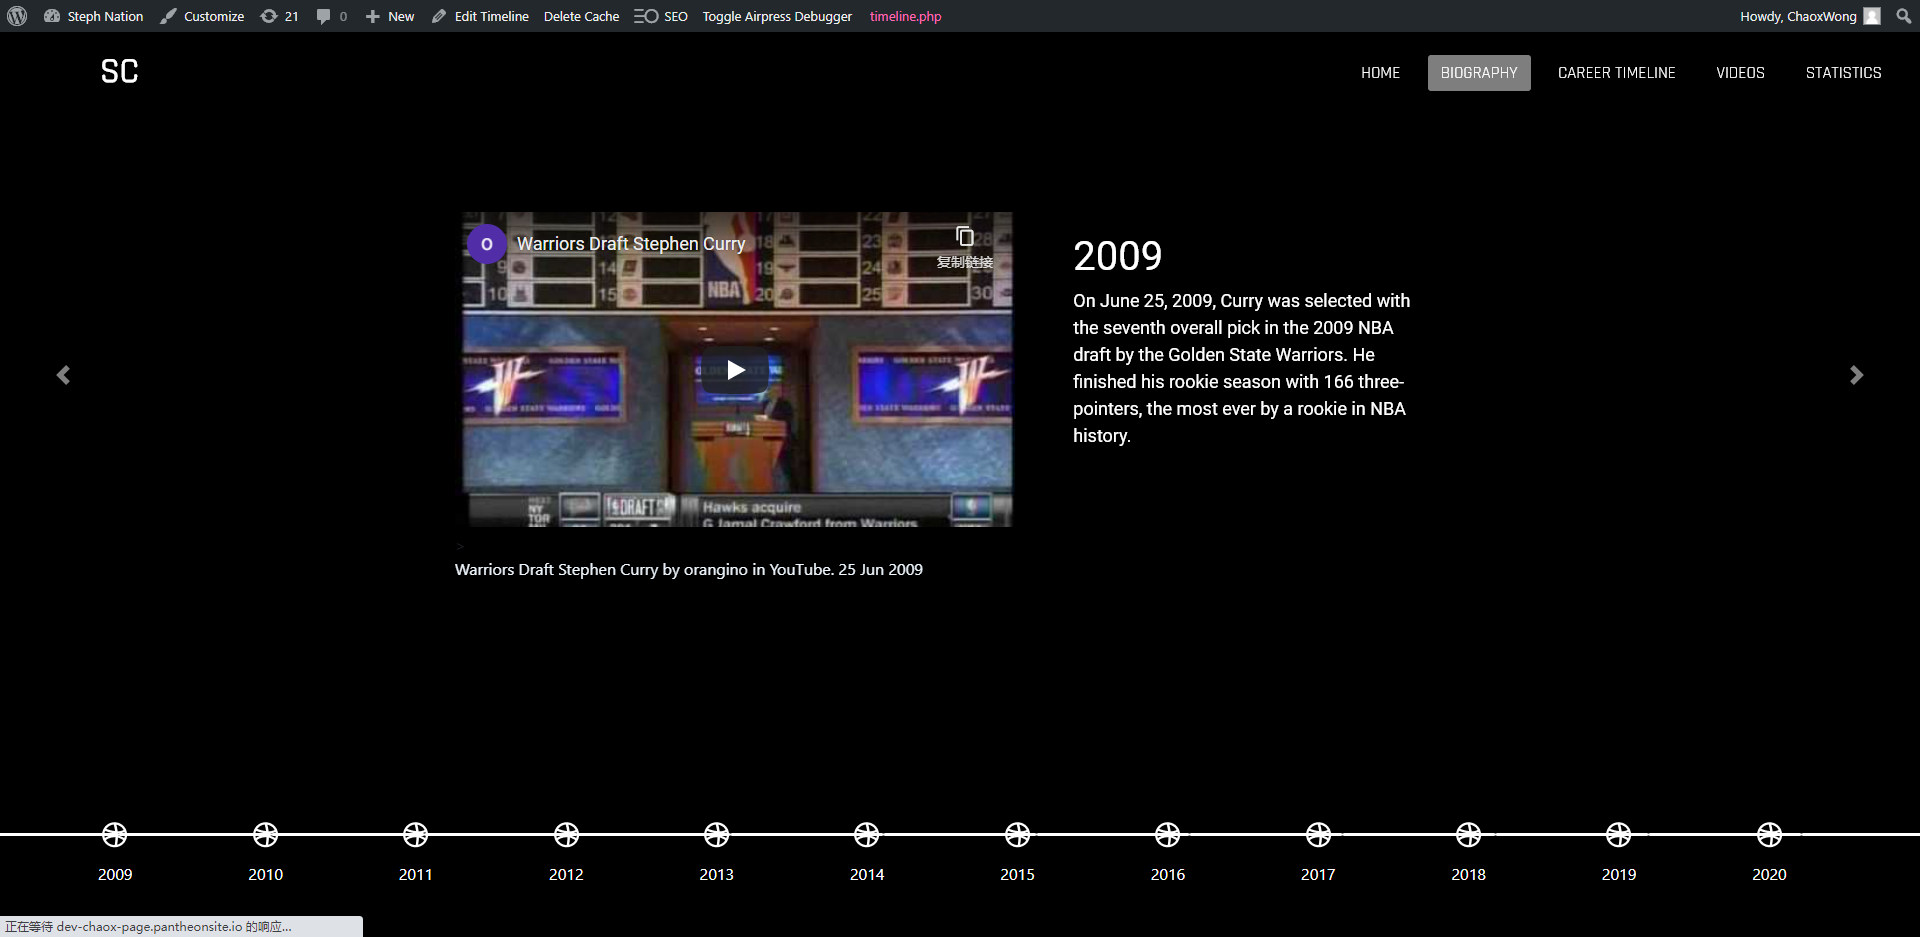 Steph Nation Customize 21 0 New Edit Timeline Delete Cache SEO Toggle Airpress Debugger timeline.php Howdy, ChaoxWong
SC HOME BIOGRAPHY CAREER TIMELINE VIDEOS STATISTICS
O Warriors Draft Stephen Curry
复制链接
NBA
2009
On June 25, 2009, Curry was selected with
the seventh overall pick in the 2009 NBA
draft by the Golden State Warriors. He
finished his rookie season with 166 three-
pointers, the most ever by a rookie in NBA
history.
GOLDEN STATE
GOLDEN STATE WARRIORS
DRAFT
Hawks acquire
G Jamal Crawford from Warriors
>
Warriors Draft Stephen Curry by orangino in YouTube. 25 Jun 2009
2009 2010 2011 2012 2013 2014 2015 2016 2017 2018 2019 2020
正在等待 dev-chaox-page.pantheonsite.io 的响应...